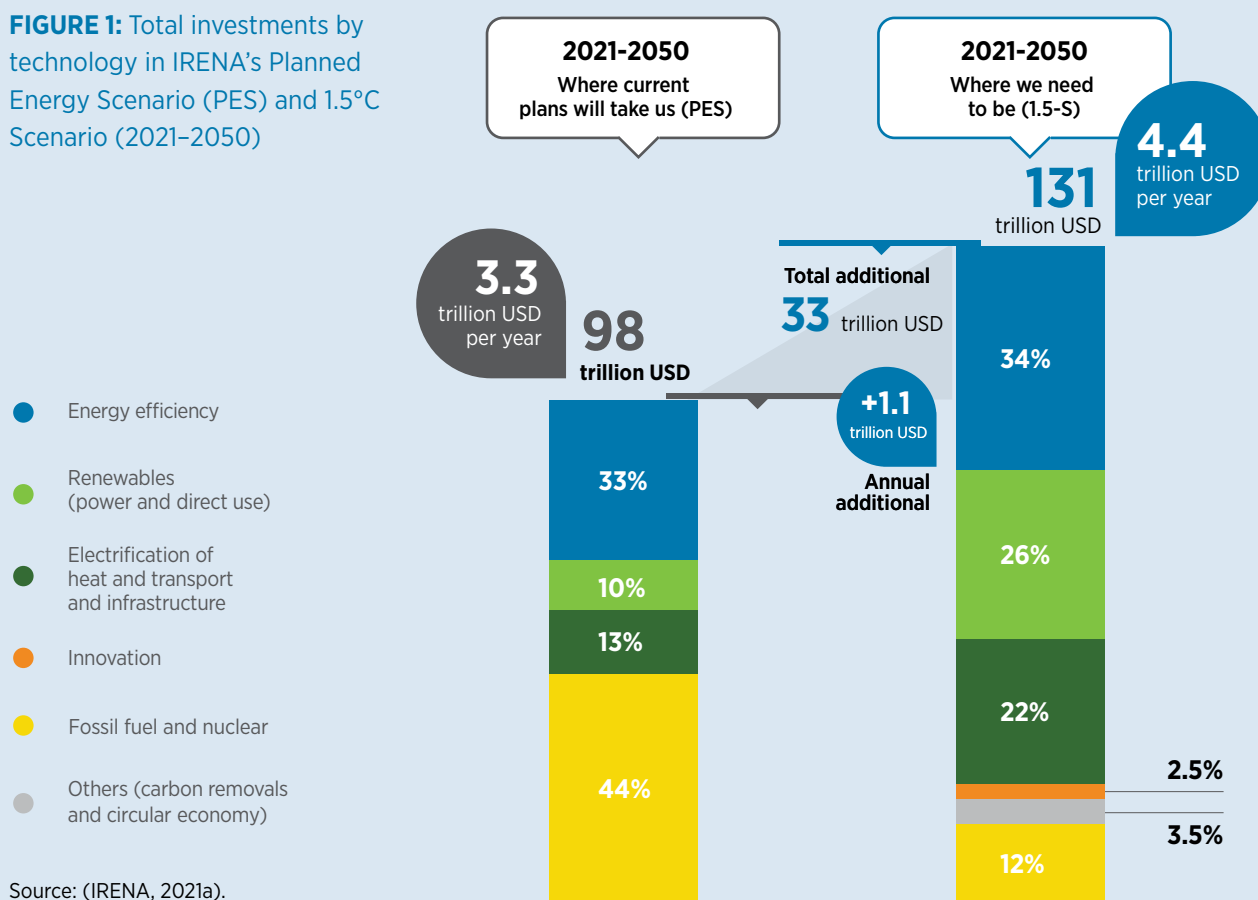 FIGURE 1: Total investments by
technology in IRENA’s Planned
Energy Scenario (PES) and 1.5°C
Scenario (2021–2050)
2021-2050
Where current
plans will take us (PES)
2021-2050
Where we need
to be (1.5-S)
4.4
trillion USD
per year
131
trillion USD
3.3
trillion USD
per year
98
trillion USD
Total additional
33 trillion USD
+1.1
trillion USD
Annual
additional
Energy efficiency
Renewables
(power and direct use)
Electrification of
heat and transport
and infrastructure
Innovation
Fossil fuel and nuclear
Others (carbon removals
and circular economy)
33%
10%
13%
44%
34%
26%
22%
2.5%
3.5%
12%
Source: (IRENA, 2021a).